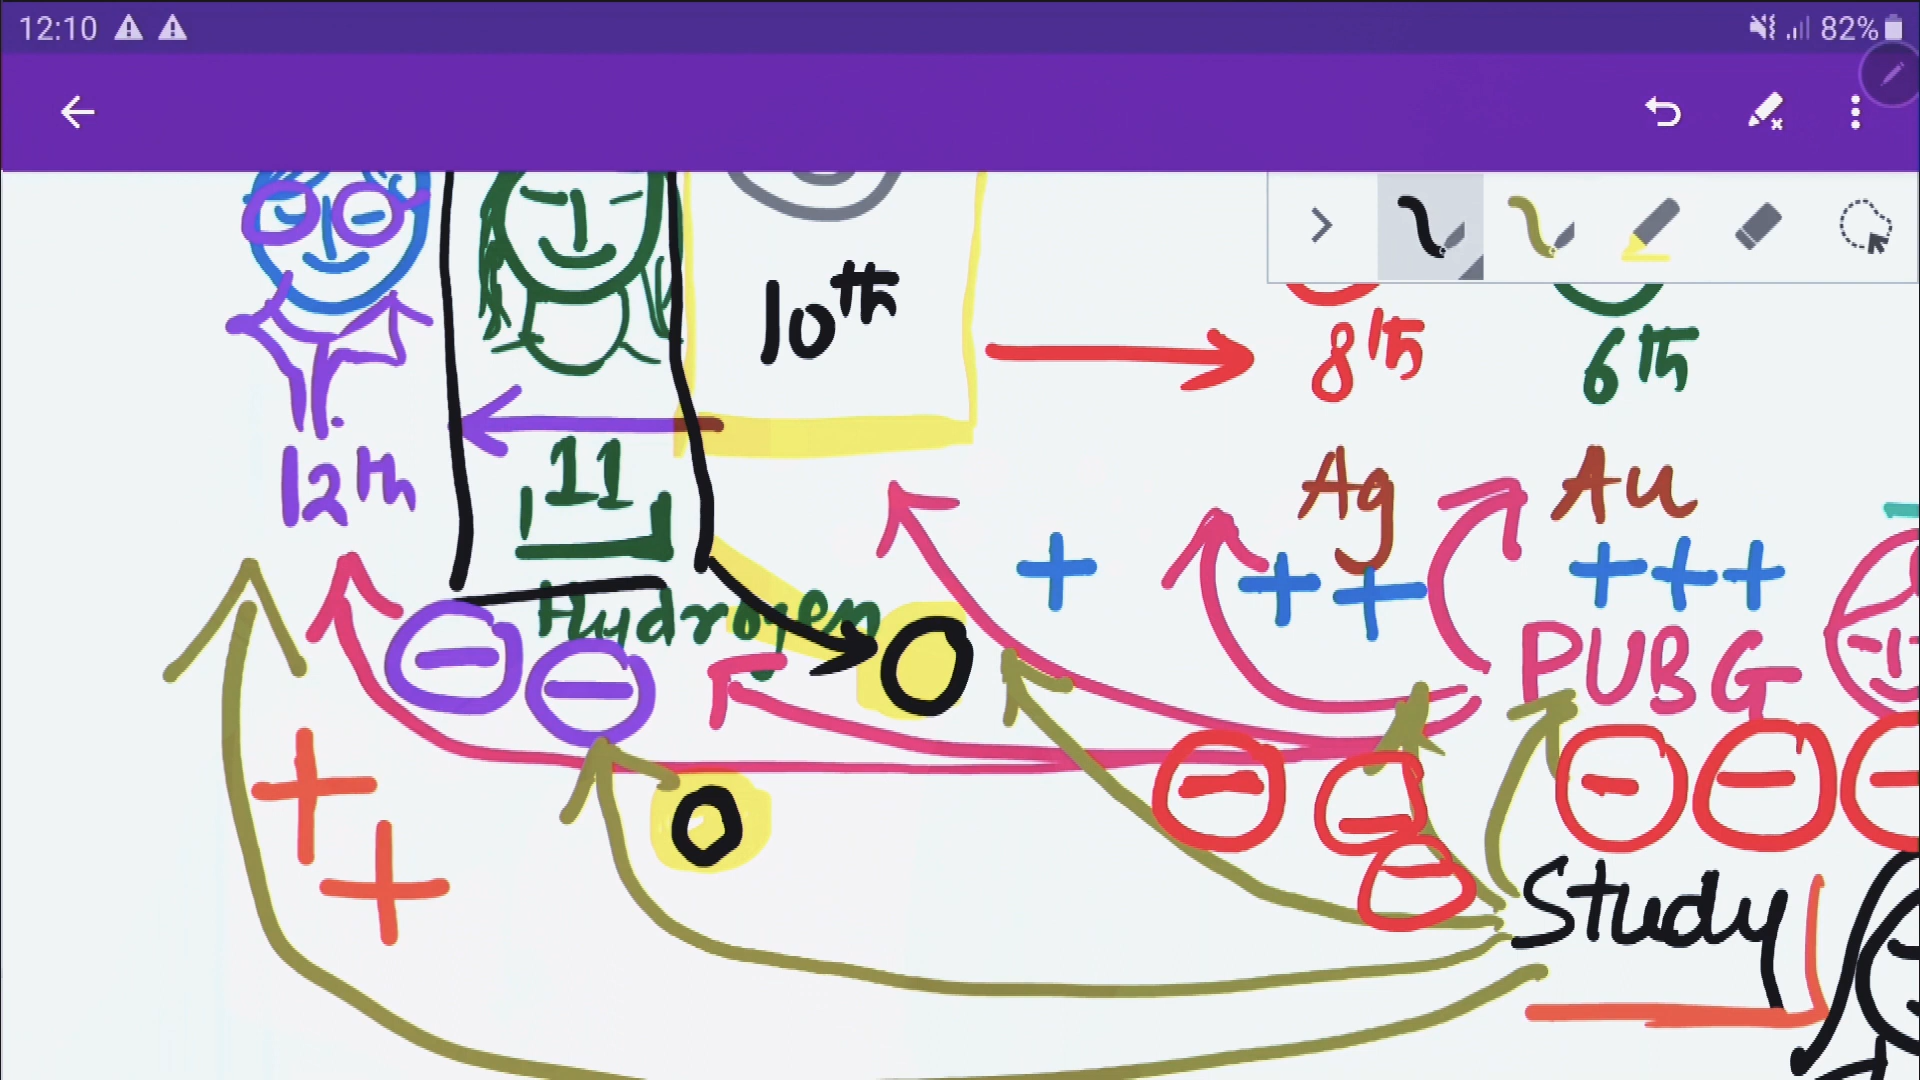 12:10 82%
10th
8th 6th
12th 11 Ag Au
+ ++ +++
Hydrogen O PUBG
− − − − − − −
++ O
Study